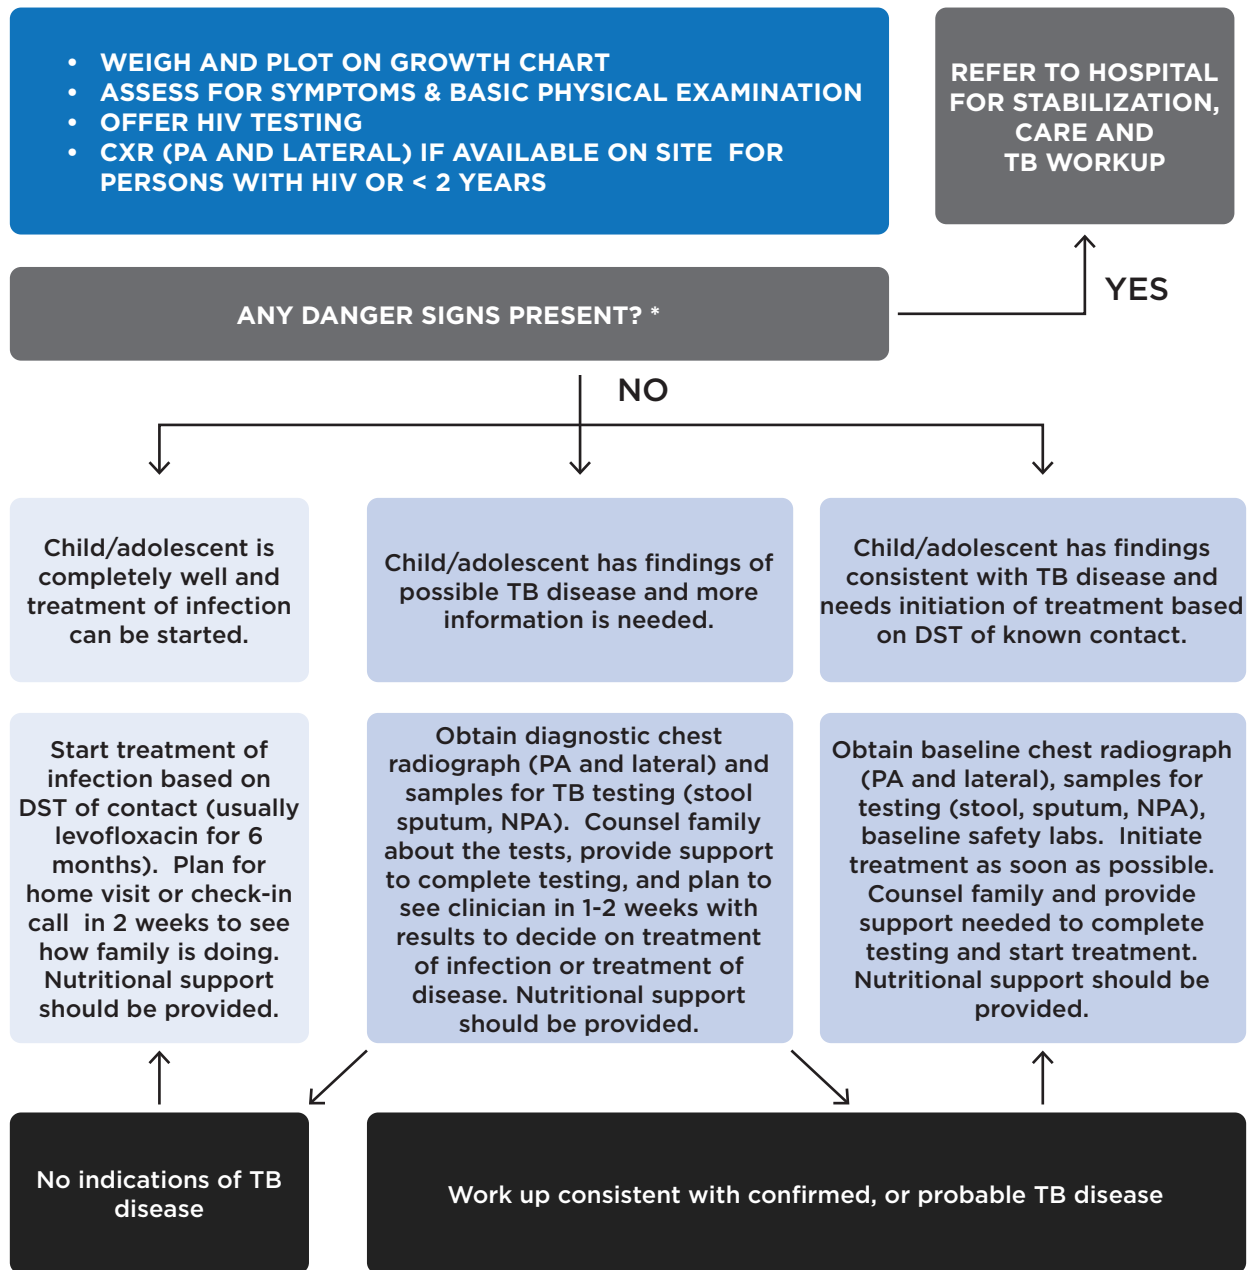 • WEIGH AND PLOT ON GROWTH CHART
• ASSESS FOR SYMPTOMS & BASIC PHYSICAL EXAMINATION
• OFFER HIV TESTING
• CXR (PA AND LATERAL) IF AVAILABLE ON SITE FOR
PERSONS WITH HIV OR < 2 YEARS
REFER TO HOSPITAL
FOR STABILIZATION,
CARE AND
TB WORKUP
ANY DANGER SIGNS PRESENT? *
YES
NO
Child/adolescent is
completely well and
treatment of infection
can be started.
Child/adolescent has findings of
possible TB disease and more
information is needed.
Child/adolescent has findings
consistent with TB disease and
needs initiation of treatment based
on DST of known contact.
Start treatment of
infection based on
DST of contact (usually
levofloxacin for 6
months). Plan for
home visit or check-in
call in 2 weeks to see
how family is doing.
Nutritional support
should be provided.
Obtain diagnostic chest
radiograph (PA and lateral) and
samples for TB testing (stool
sputum, NPA). Counsel family
about the tests, provide support
to complete testing, and plan to
see clinician in 1-2 weeks with
results to decide on treatment
of infection or treatment of
disease. Nutritional support
should be provided.
Obtain baseline chest radiograph
(PA and lateral), samples for
testing (stool, sputum, NPA),
baseline safety labs. Initiate
treatment as soon as possible.
Counsel family and provide
support needed to complete
testing and start treatment.
Nutritional support should be
provided.
No indications of TB
disease
Work up consistent with confirmed, or probable TB disease